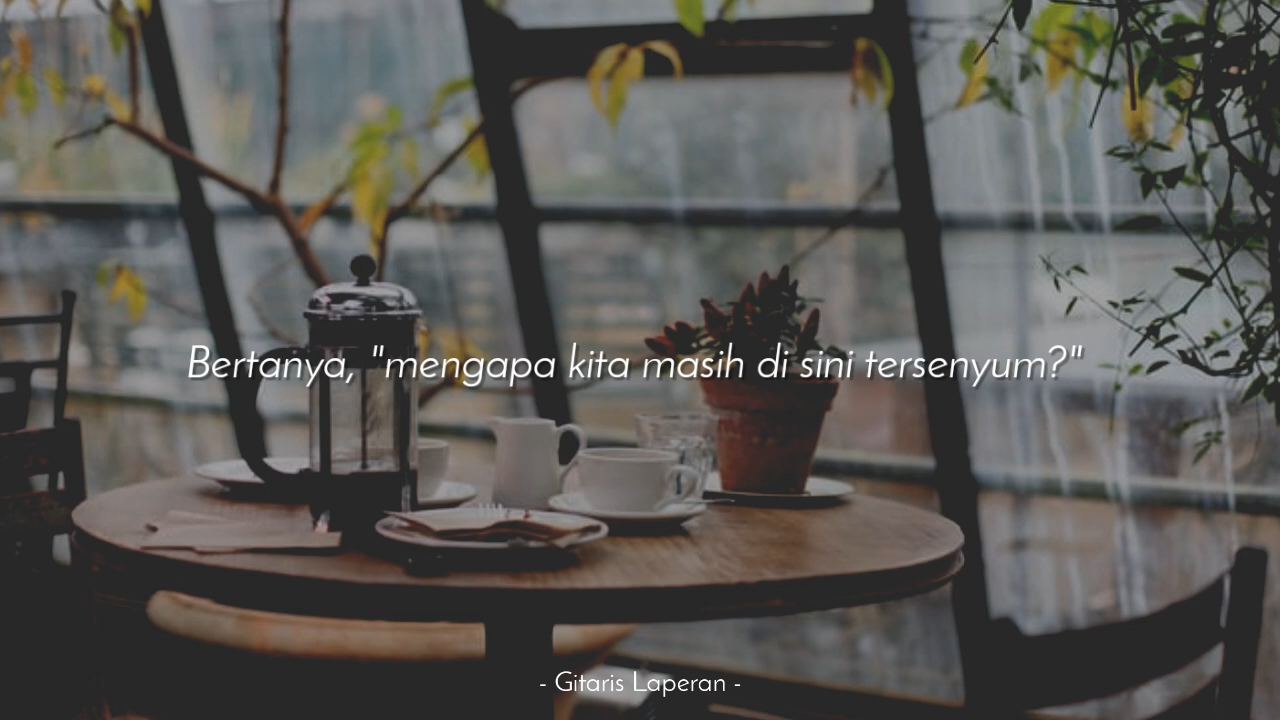 Bertanya, "mengapa kita masih di sini tersenyum?"
- Gitaris Laperan -